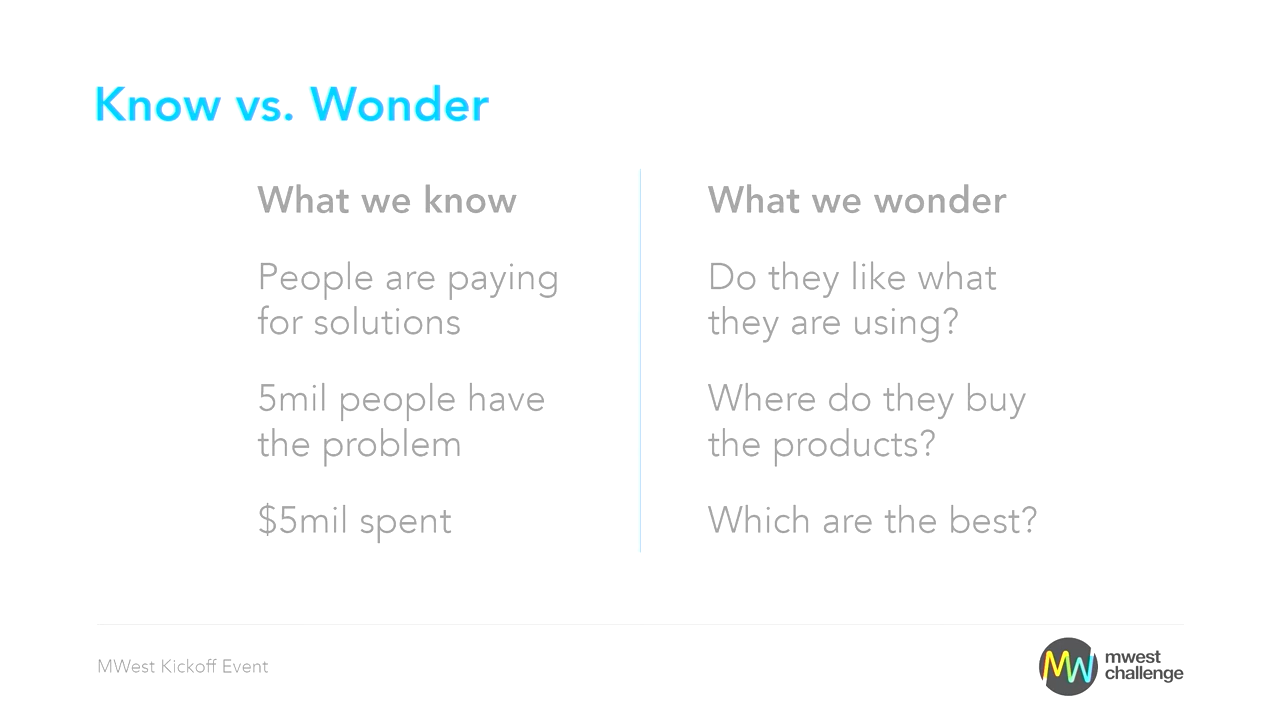 Know vs. Wonder
What we know
People are paying
for solutions
5mil people have
the problem
$5mil spent
What we wonder
Do they like what
they are using?
Where do they buy
the products?
Which are the best?
MWest Kickoff Event
MW
mwest
challenge